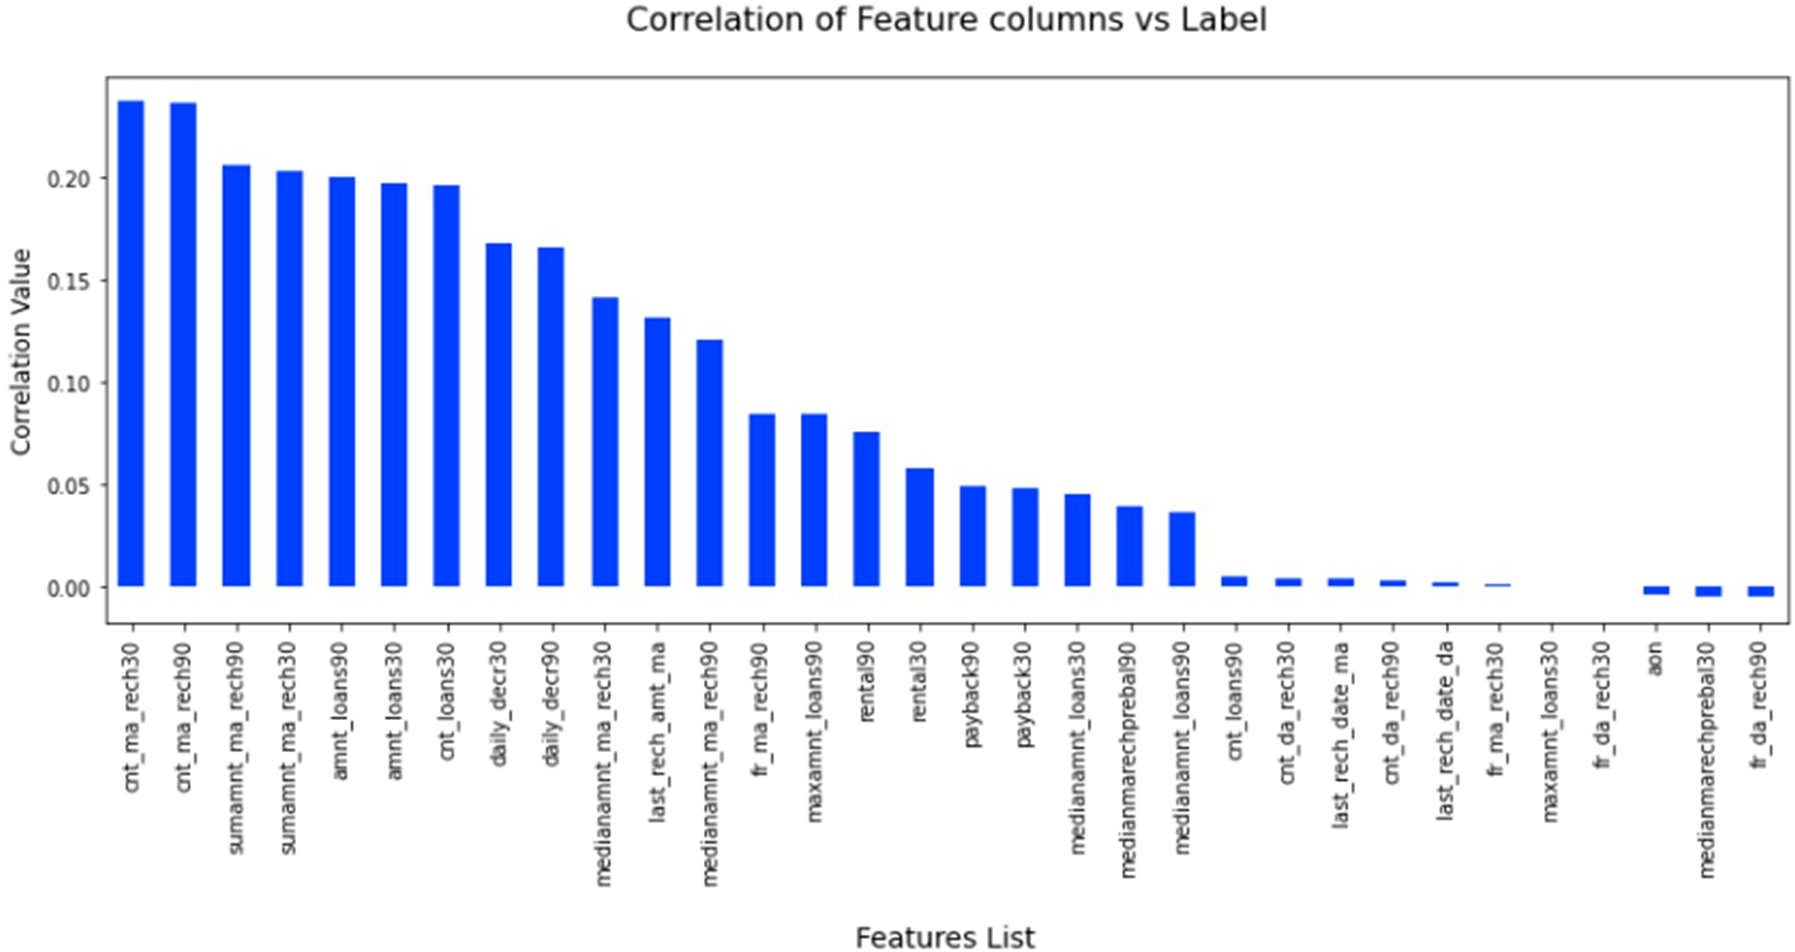 Correlation of Feature columns vs Label
Correlation Value
0.20
0.15
0.10
0.05
0.00
cnt_ma_rech30
cnt_ma_rech90
sumamnt_ma_rech90
sumamnt_ma_rech30
amnt_loans90
amnt_loans30
cnt_loans30
daily_decr30
daily_decr90
medianamnt_ma_rech30
last_rech_amt_ma
medianamnt_ma_rech90
fr_ma_rech90
maxamnt_loans90
rental90
rental30
payback90
payback30
medianamnt_loans30
medianmarechprebal90
medianamnt_loans90
cnt_loans90
cnt_da_rech30
last_rech_date_ma
cnt_da_rech90
last_rech_date_da
fr_ma_rech30
maxamnt_loans30
fr_da_rech30
aon
medianmarechprebal30
fr_da_rech90
Features List